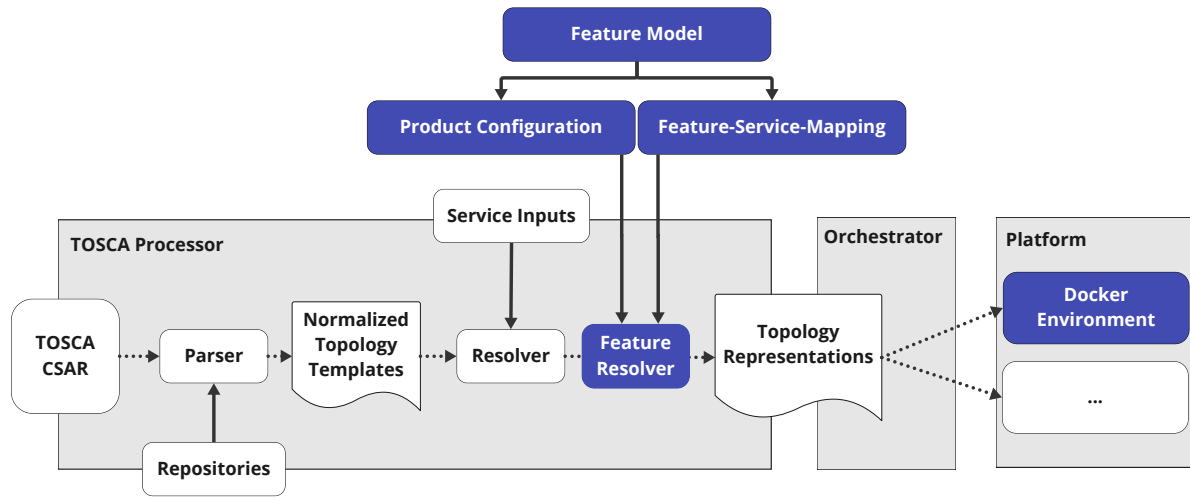 Feature Model
Product Configuration
Feature-Service-Mapping
Service Inputs
TOSCA Processor
Orchestrator
Platform
TOSCA
CSAR
Parser
Normalized
Topology
Templates
Resolver
Feature
Resolver
Topology
Representations
Docker
Environment
...
Repositories